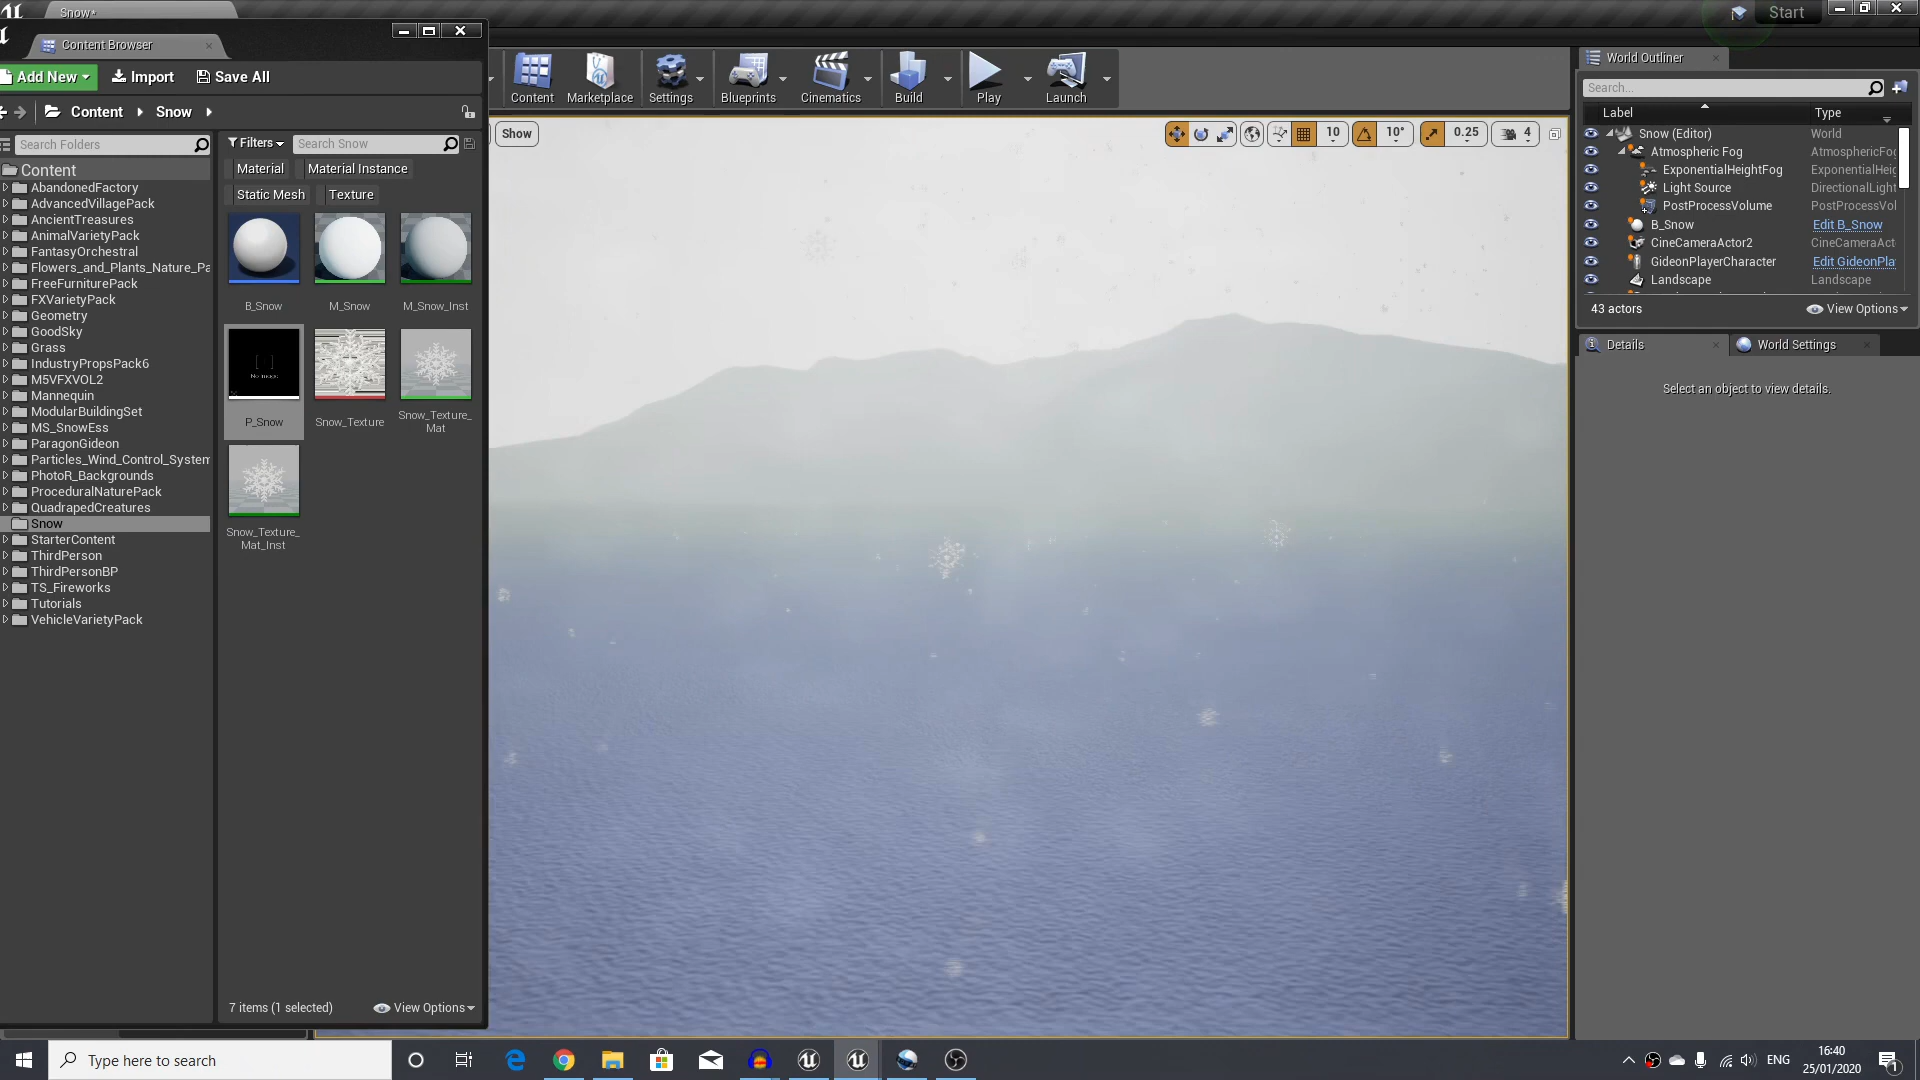 Snow*
Start
Content Browser
Add New
Import
Save All
Content
Snow
Search Folders
Filters
Search Snow
Material
Material Instance
Static Mesh
Texture
Content
AbandonedFactory
AdvancedVillagePack
AncientTreasures
AnimalVarietyPack
FantasyOrchestral
Flowers_and_Plants_Nature_Pa
FreeFurniturePack
FXVarietyPack
Geometry
GoodSky
Grass
IndustryPropsPack6
M5VFXVOL2
Mannequin
ModularBuildingSet
MS_SnowEss
ParagonGideon
Particles_Wind_Control_System
PhotoR_Backgrounds
ProceduralNaturePack
QuadrapedCreatures
Snow
StarterContent
ThirdPerson
ThirdPersonBP
TS_Fireworks
Tutorials
VehicleVarietyPack
B_Snow
M_Snow
M_Snow_Inst
No Image
P_Snow
Snow_Texture
Snow_Texture_
Mat
Snow_Texture_
Mat_Inst
7 items (1 selected)
View Options
Content
Marketplace
Settings
Blueprints
Cinematics
Build
Play
Launch
Show
10
10°
0.25
4
World Outliner
Search...
Label
Type
Snow (Editor)
World
Atmospheric Fog
AtmosphericFog
ExponentialHeightFog
ExponentialHeig
Light Source
DirectionalLight
PostProcessVolume
PostProcessVol
B_Snow
Edit B_Snow
CineCameraActor2
CineCameraAct
GideonPlayerCharacter
Edit GideonPla
Landscape
Landscape
43 actors
View Options
Details
World Settings
Select an object to view details.
Type here to search
ENG
16:40
25/01/2020
1